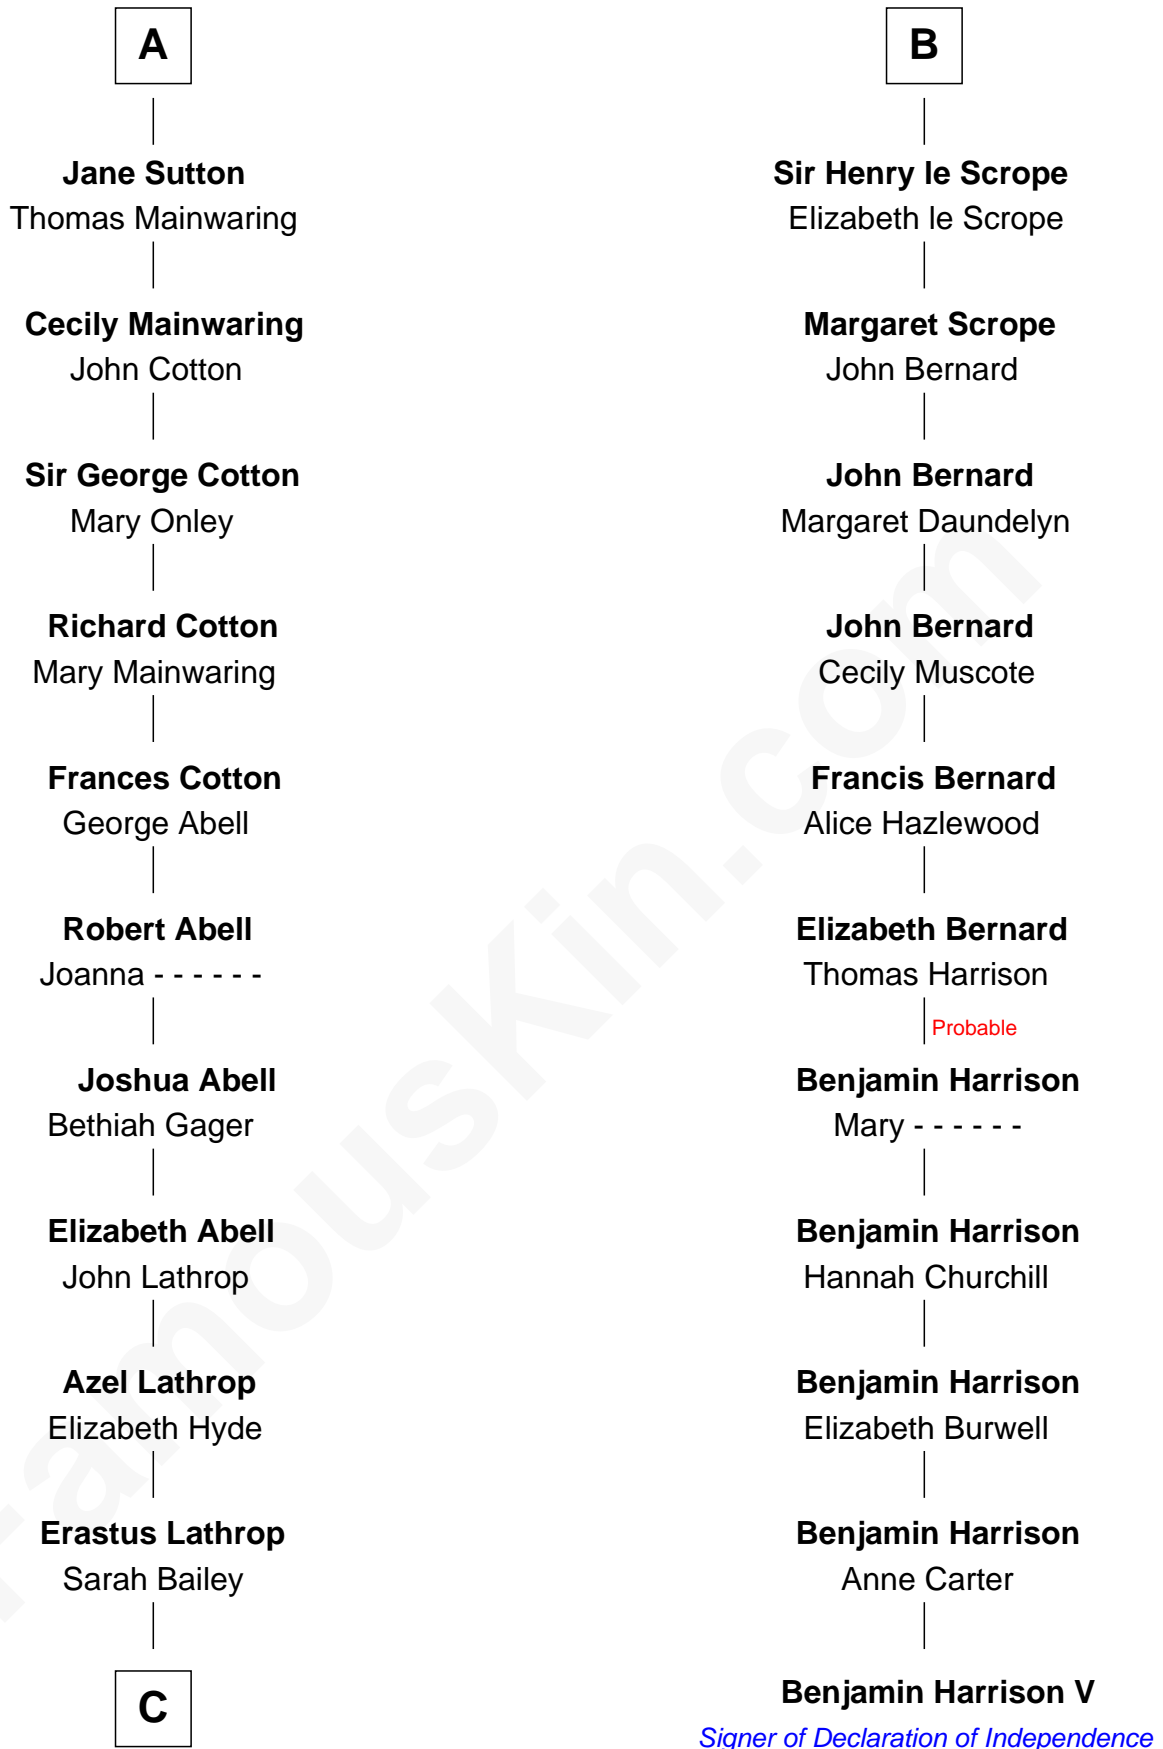 A
Jane Sutton
Thomas Mainwaring
Cecily Mainwaring
John Cotton
Sir George Cotton
Mary Onley
Richard Cotton
Mary Mainwaring
Frances Cotton
George Abell
Robert Abell
Joanna - - - - - -
Joshua Abell
Bethiah Gager
Elizabeth Abell
John Lathrop
Azel Lathrop
Elizabeth Hyde
Erastus Lathrop
Sarah Bailey
C
B
Sir Henry le Scrope
Elizabeth le Scrope
Margaret Scrope
John Bernard
John Bernard
Margaret Daundelyn
John Bernard
Cecily Muscote
Francis Bernard
Alice Hazlewood
Elizabeth Bernard
Thomas Harrison
Probable
Benjamin Harrison
Mary - - - - - -
Benjamin Harrison
Hannah Churchill
Benjamin Harrison
Elizabeth Burwell
Benjamin Harrison
Anne Carter
Benjamin Harrison V
Signer of Declaration of Independence
FamousKin.com